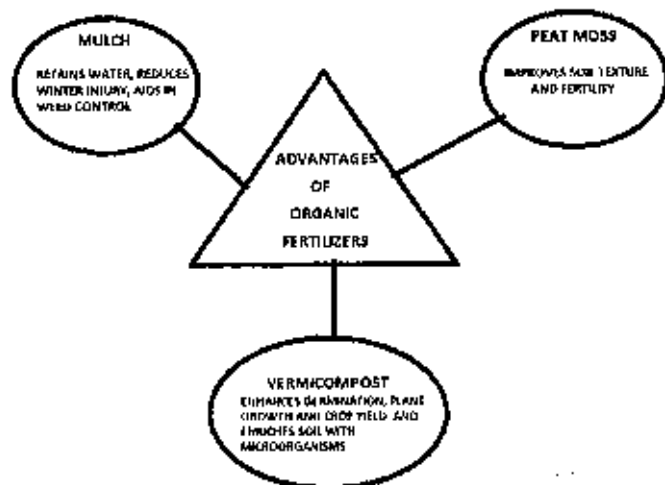 MULCH
RETAINS WATER, REDUCES
WINTER INJURY, AIDS IN
WEED CONTROL
PEAT MOSS
IMPROVES SOIL TEXTURE
AND FERTILITY
ADVANTAGES
OF
ORGANIC
FERTILIZERS
VERMICOMPOST
ENHANCES GERMINATION, PLANT
GROWTH AND CROP YIELD AND
ENRICHES SOIL WITH
MICROORGANISMS